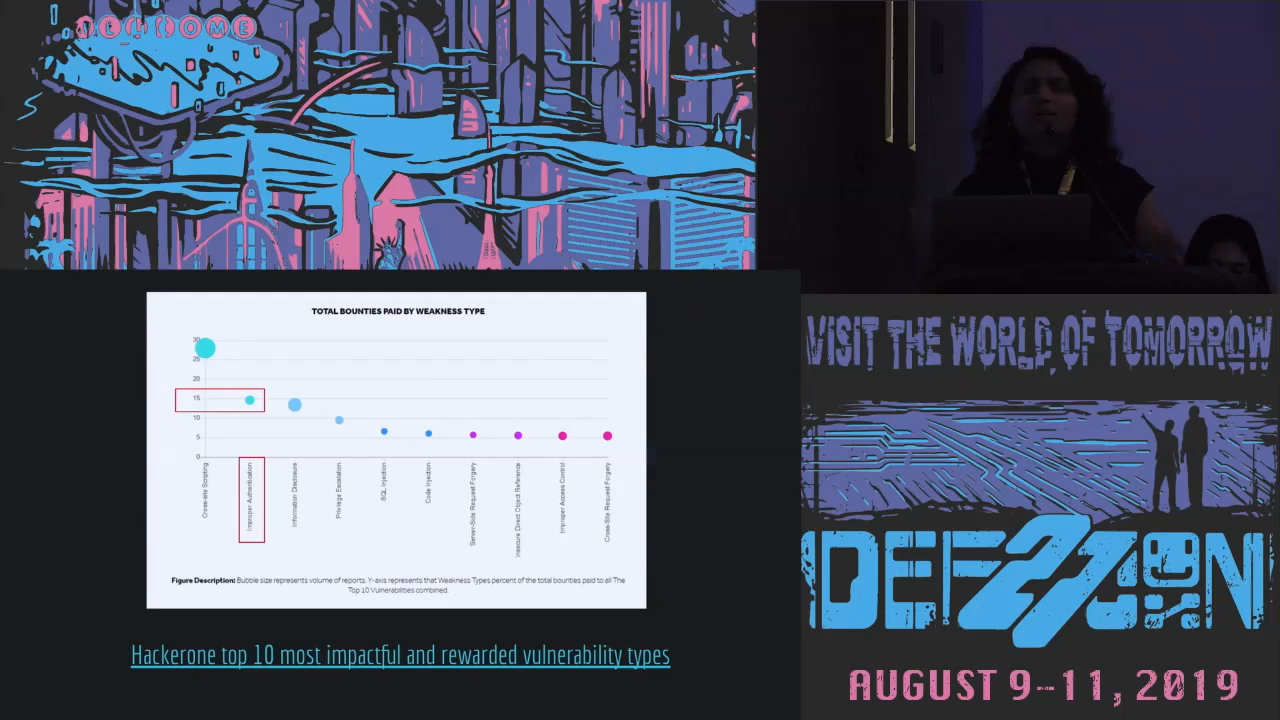 WELCOME
TOTAL BOUNTIES PAID BY WEAKNESS TYPE
30
25
20
15
10
5
0
Cross-site Scripting
Improper Authentication
Information Disclosure
Privilege Escalation
SQL Injection
Code Injection
Server-Side Request Forgery
Insecure Direct Object Reference
Improper Access Control
Cross-Site Request Forgery
Figure Description: Bubble size represents volume of reports. Y-axis represents that Weakness Types percent of the total bounties paid to all The
Top 10 Vulnerabilities combined.
Hackerone top 10 most impactful and rewarded vulnerability types
VISIT THE WORLD OF TOMORROW
DEF 27 CON
AUGUST 9-11, 2019